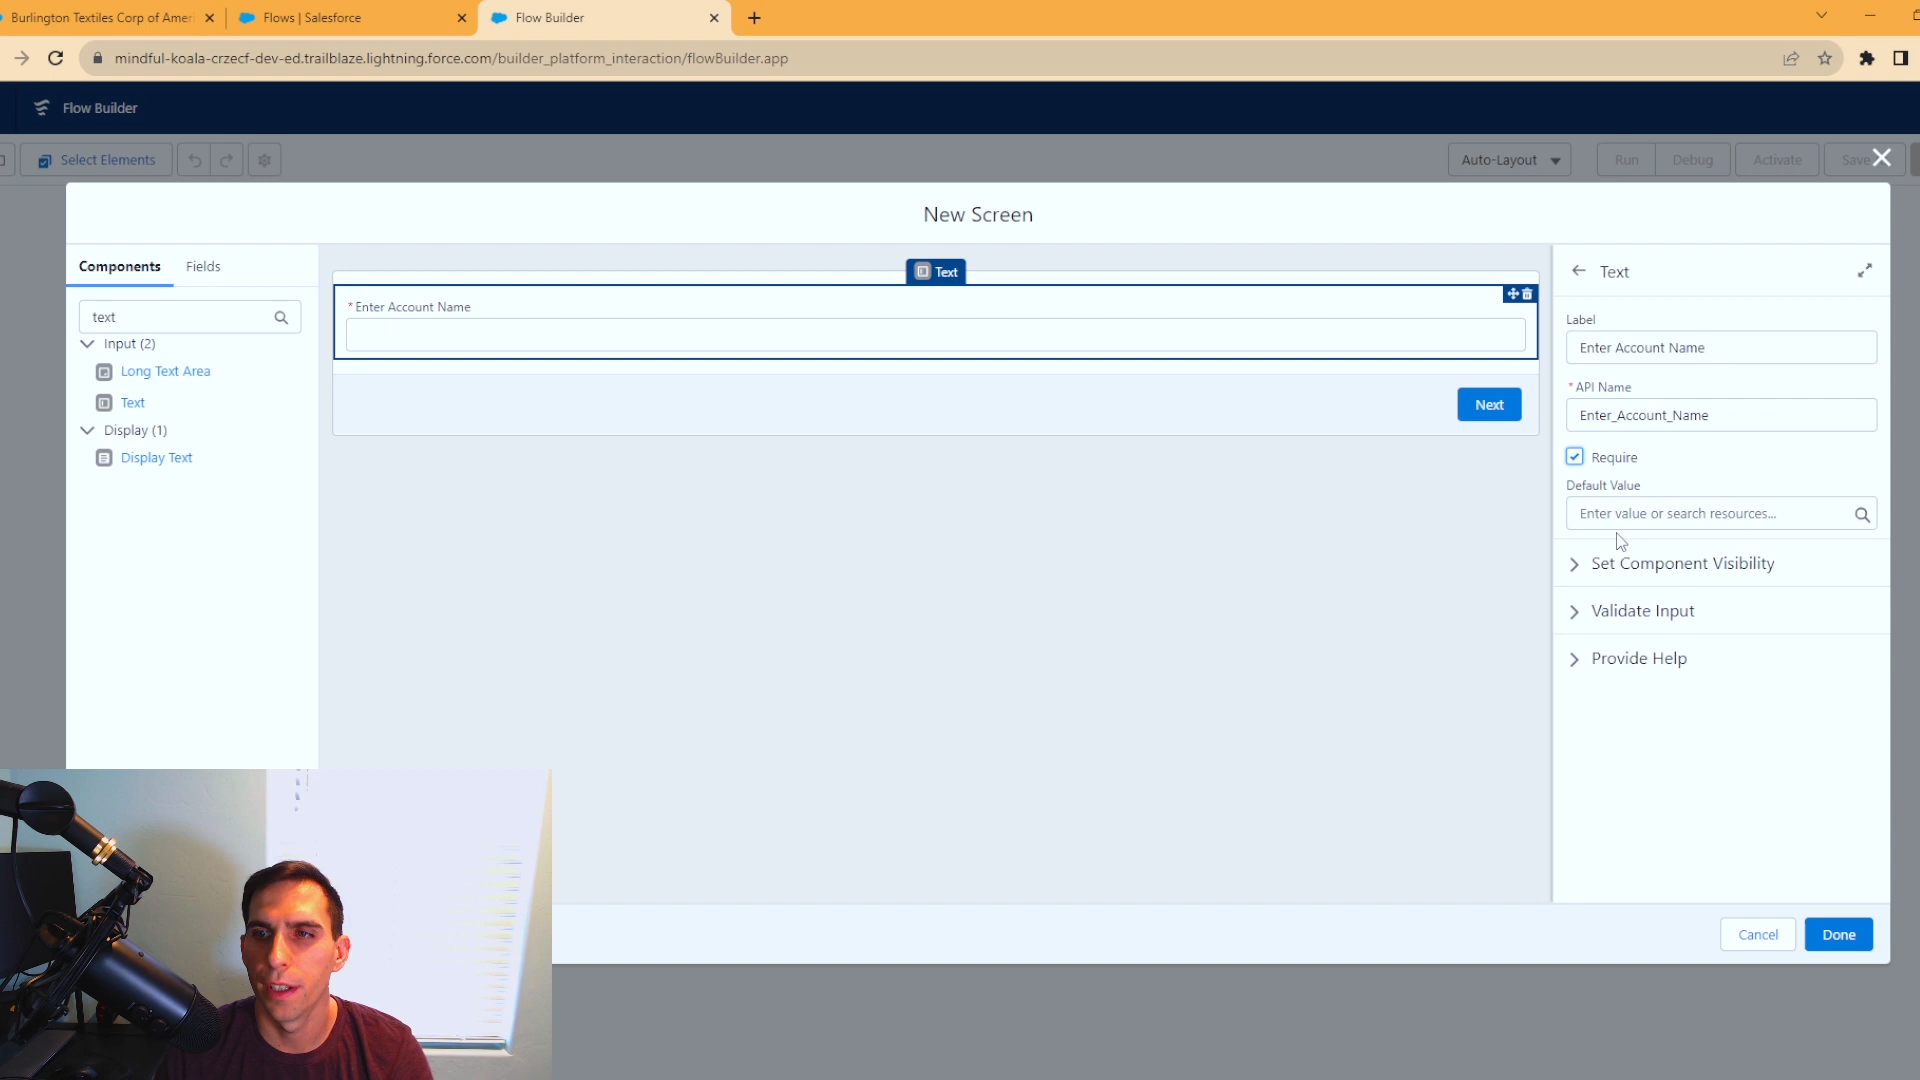 Burlington Textiles Corp of Amer
Flows | Salesforce
Flow Builder
mindful-koala-crzecf-dev-ed.trailblaze.lightning.force.com/builder_platform_interaction/flowBuilder.app
Flow Builder
Select Elements
Auto-Layout
Run
Debug
Activate
Save
New Screen
Components
Fields
text
Input (2)
Long Text Area
Text
Display (1)
Display Text
Text
* Enter Account Name
Next
Text
Label
Enter Account Name
* API Name
Enter_Account_Name
Require
Default Value
Enter value or search resources...
Set Component Visibility
Validate Input
Provide Help
Cancel
Done